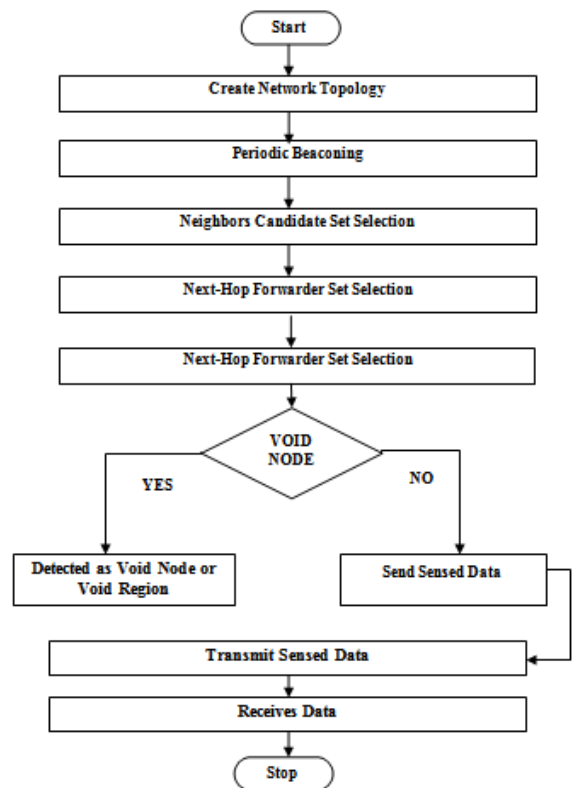 Start
Create Network Topology
Periodic Beaconing
Neighbors Candidate Set Selection
Next-Hop Forwarder Set Selection
Next-Hop Forwarder Set Selection
VOID
NODE
YES
NO
Detected as Void Node or
Void Region
Send Sensed Data
Transmit Sensed Data
Receives Data
Stop